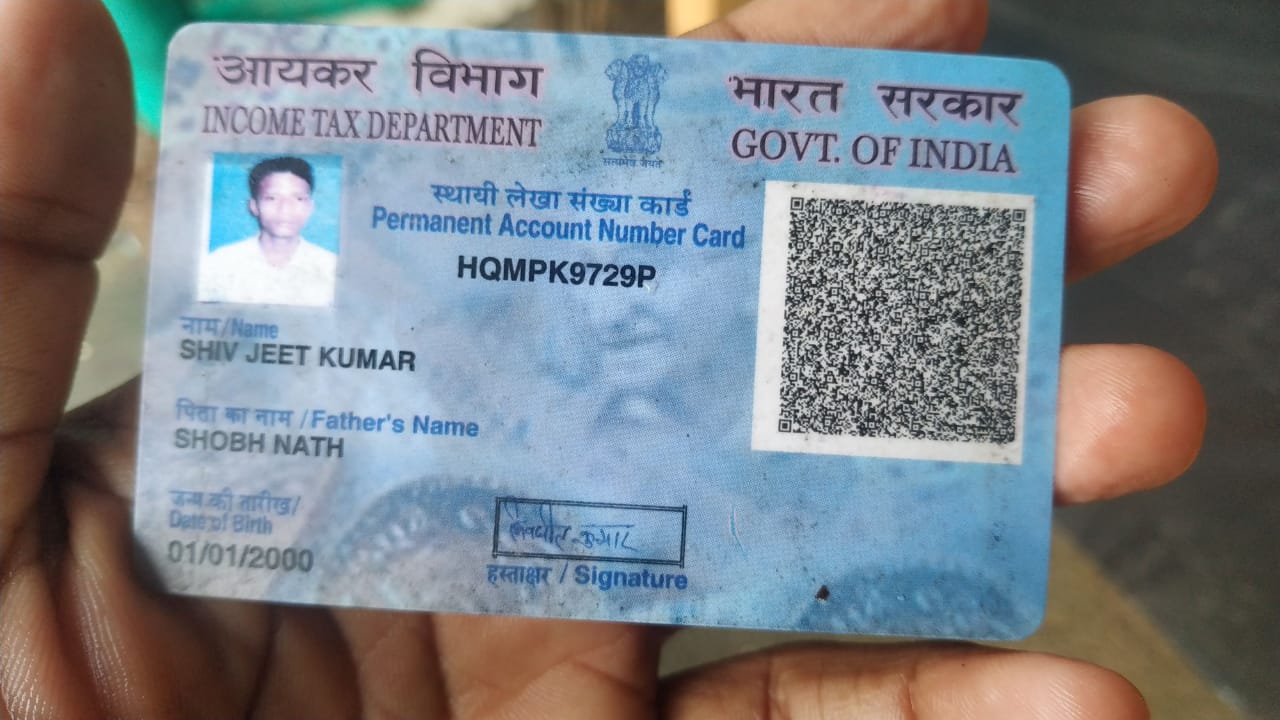 आयकर विभाग
INCOME TAX DEPARTMENT
सत्यमेव जयते
भारत सरकार
GOVT. OF INDIA
स्थायी लेखा संख्या कार्ड
Permanent Account Number Card
HQMPK9729P
नाम/Name
SHIV JEET KUMAR
पिता का नाम /Father's Name
SHOBH NATH
जन्म की तारीख/
Date of Birth
01/01/2000
शिवजीत कुमार
हस्ताक्षर / Signature